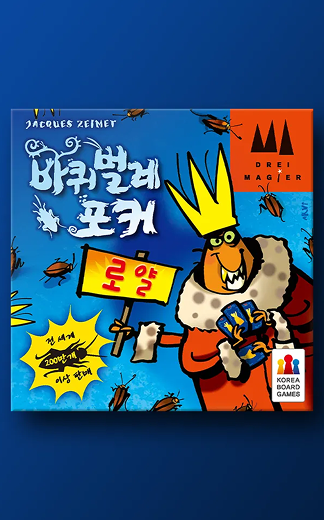 JACQUES ZEIMET
DREI
MAGIER
바퀴벌레
포커
로얄
전 세계
200만개
이상 판매
KOREA
BOARD
GAMES